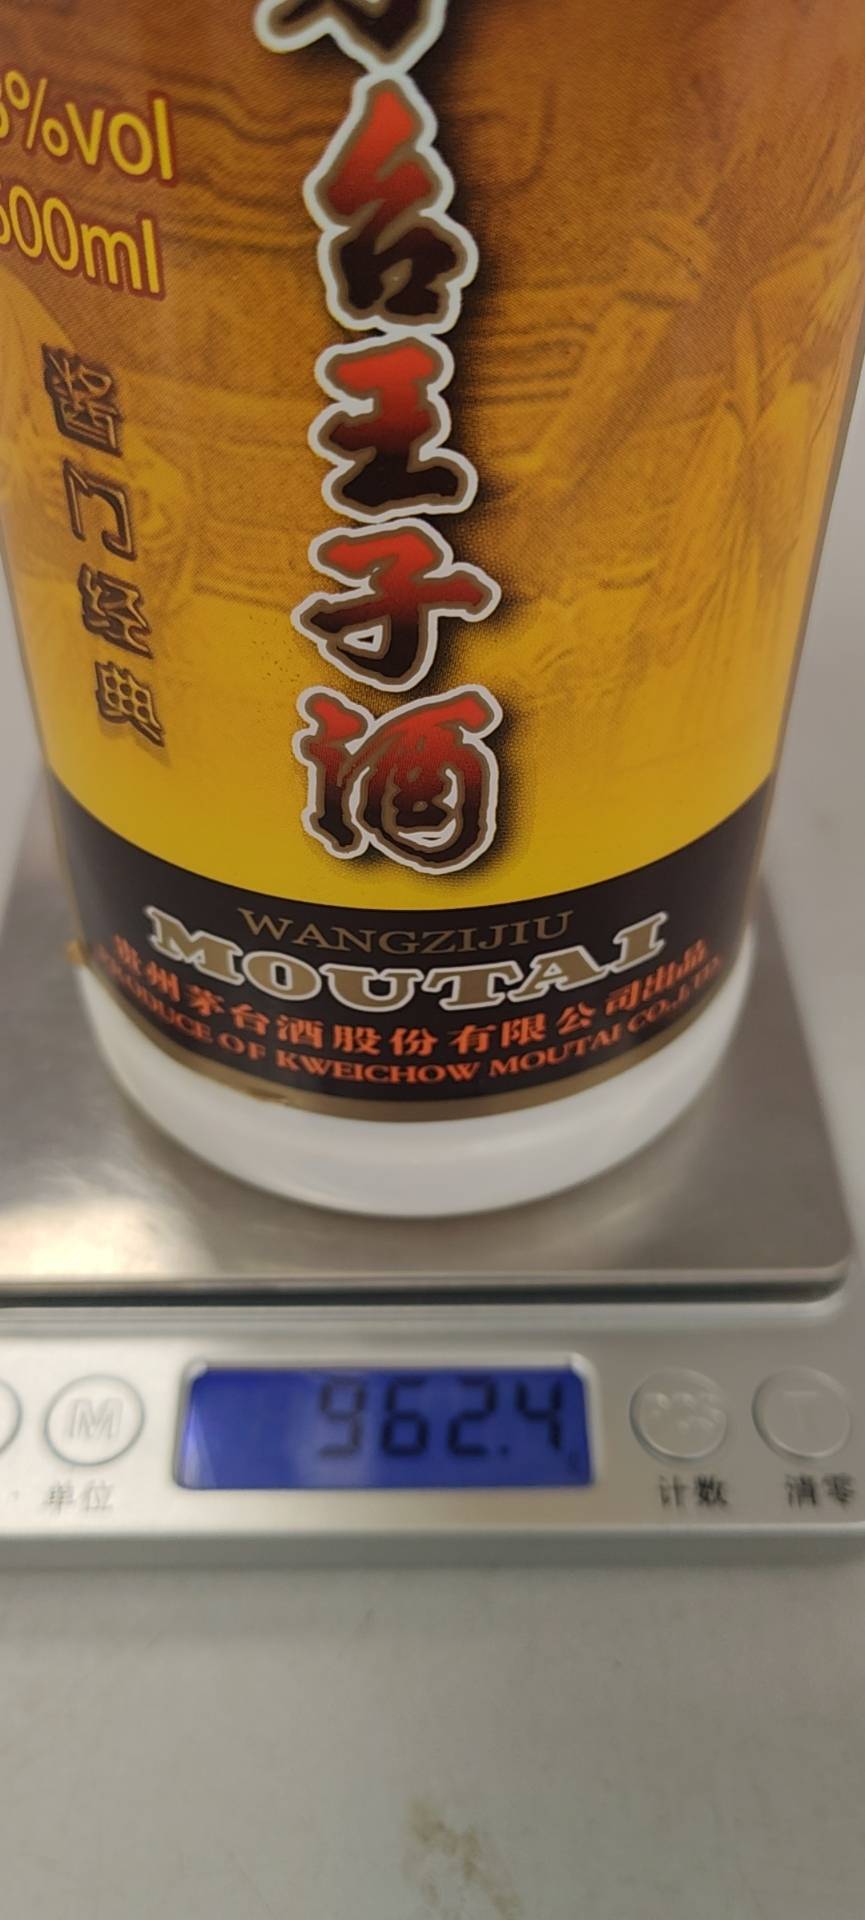 %vol
500ml
台王子酒
酱门经典
WANGZIJIU
MOUTAI
贵州茅台酒股份有限公司出品
PRODUCE OF KWEICHOW MOUTAI CO.,LTD.
962.4
M
T
单位
计数
清零